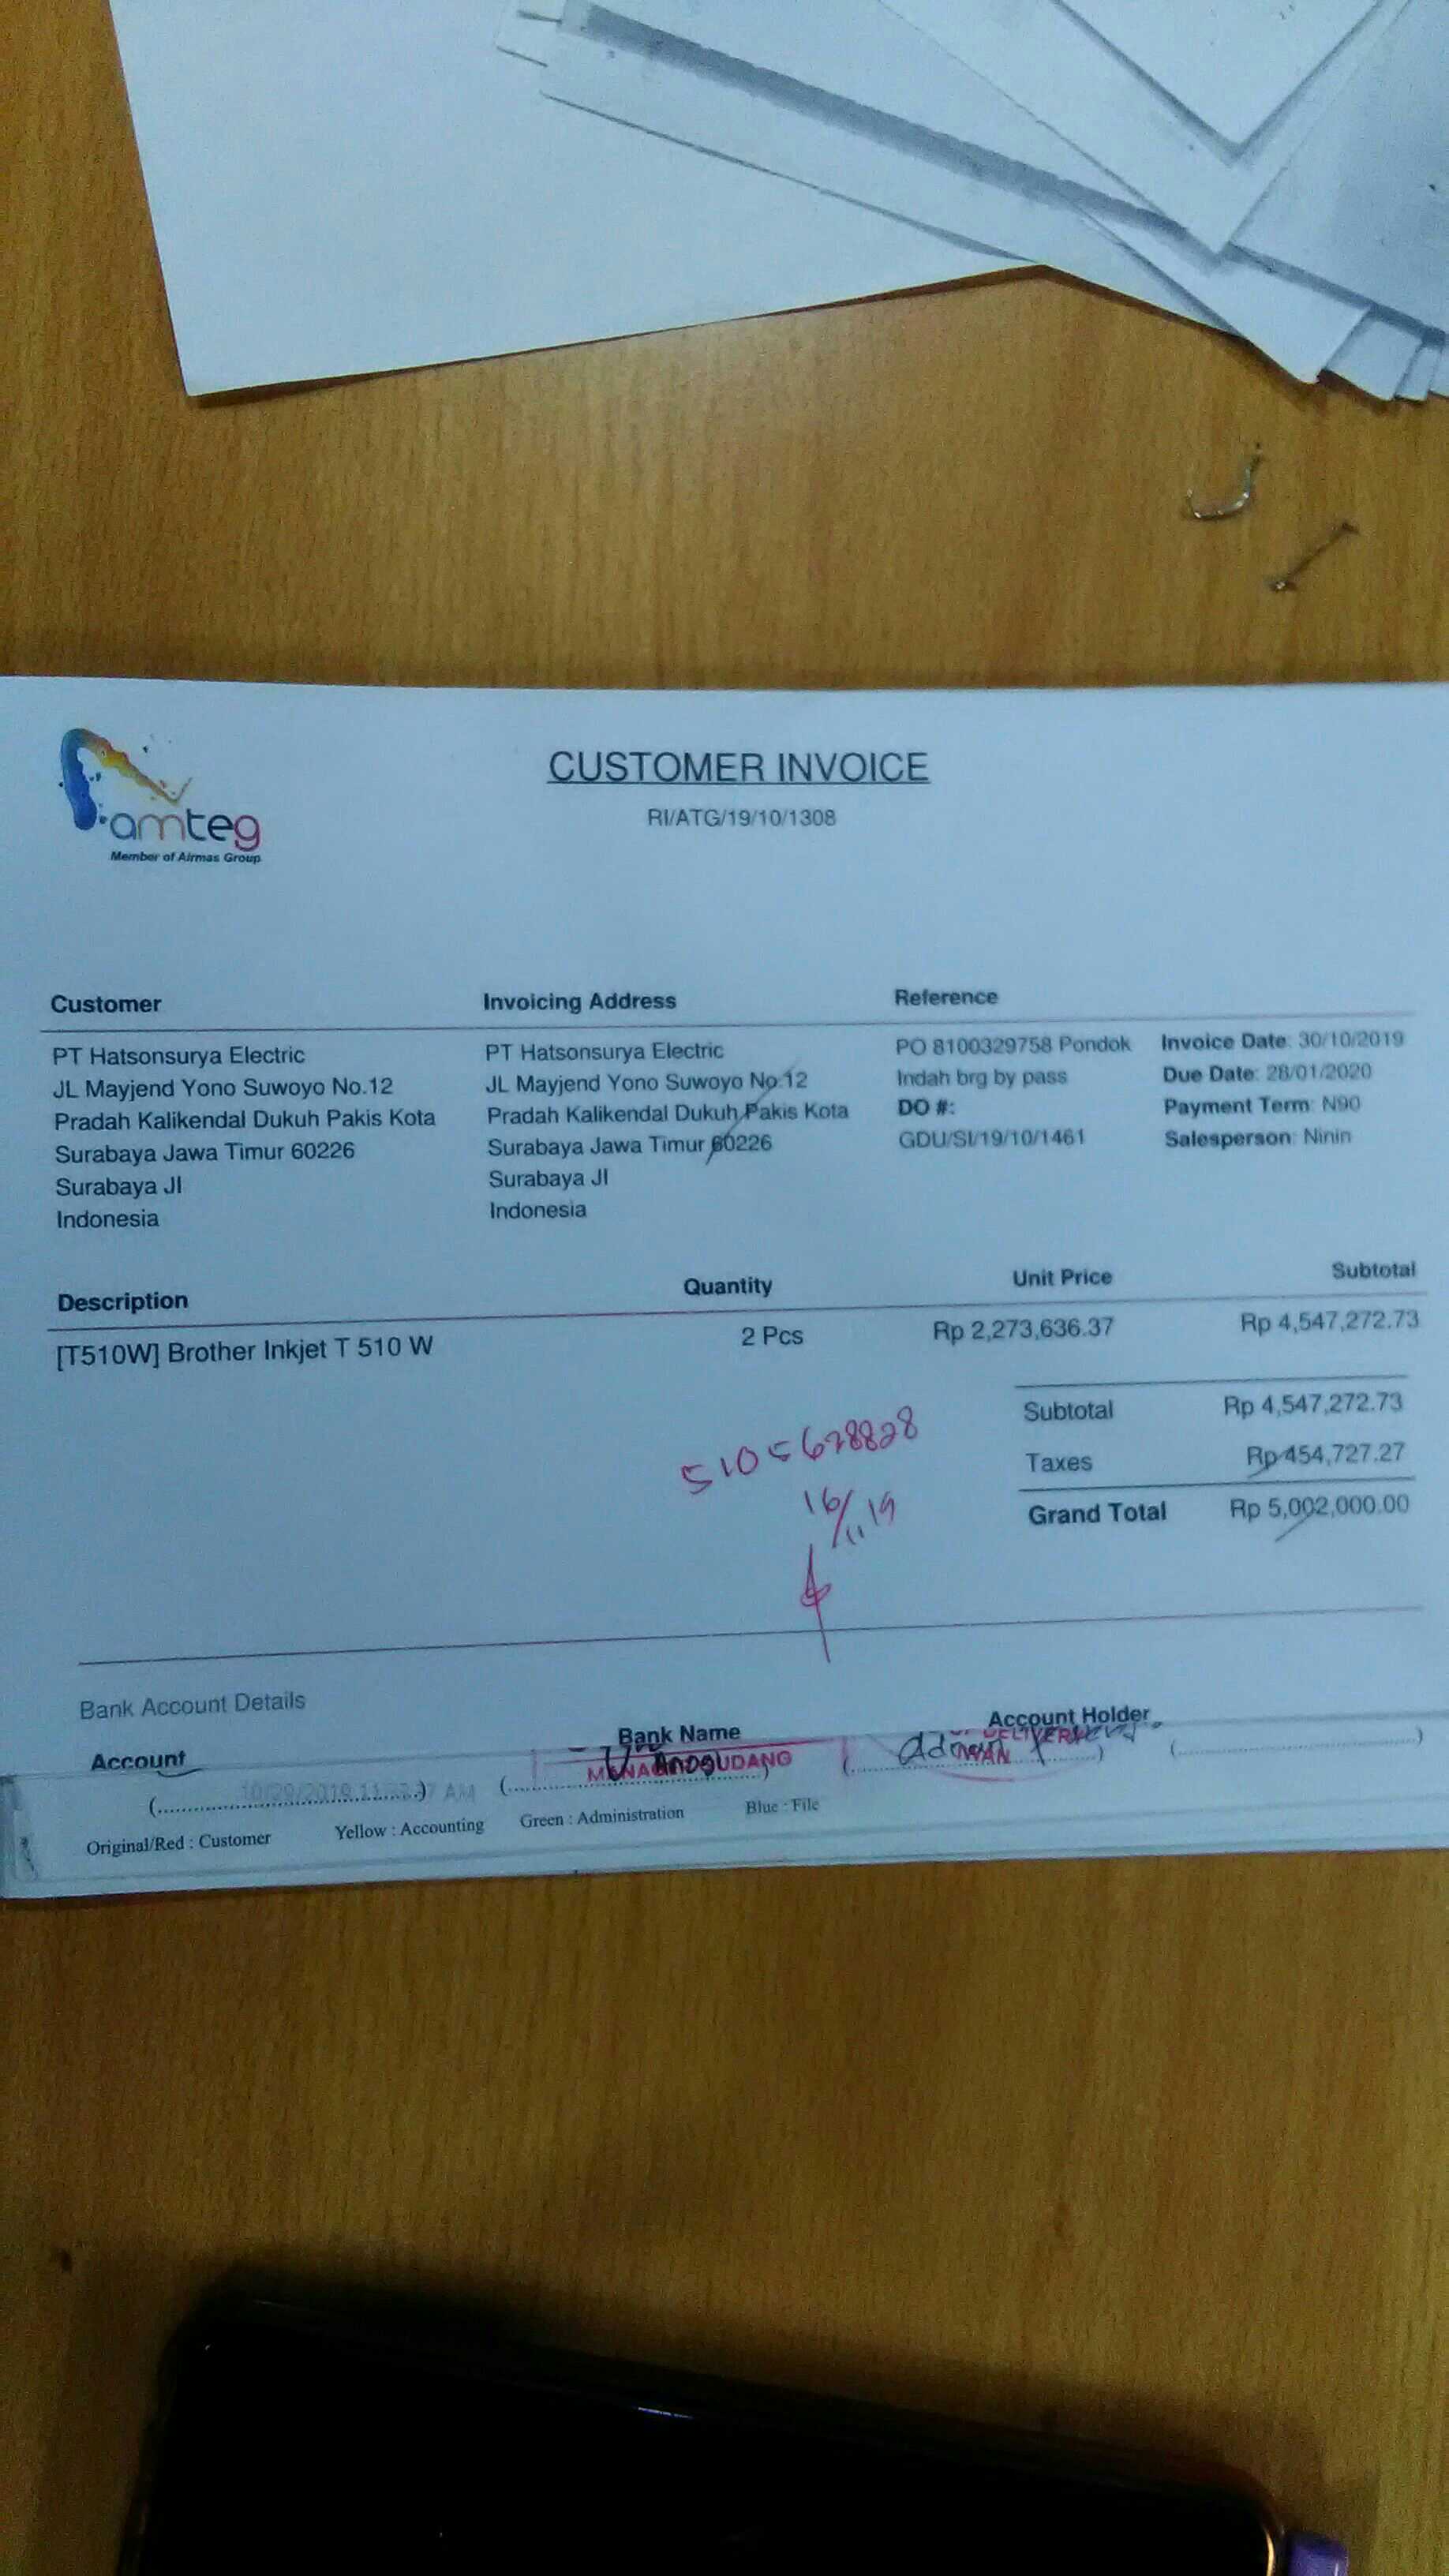 amteg
Member of Airmas Group
CUSTOMER INVOICE
RI/ATG/19/10/1308
Customer
PT Hatsonsurya Electric
JL Mayjend Yono Suwoyo No.12
Pradah Kalikendal Dukuh Pakis Kota
Surabaya Jawa Timur 60226
Surabaya JI
Indonesia
Invoicing Address
PT Hatsonsurya Electric
JL Mayjend Yono Suwoyo No.12
Pradah Kalikendal Dukuh Pakis Kota
Surabaya Jawa Timur 60226
Surabaya JI
Indonesia
Reference
PO 8100329758 Pondok
Indah brg by pass
DO #:
GDU/SI/19/10/1461
Invoice Date: 30/10/2019
Due Date: 28/01/2020
Payment Term: N90
Salesperson: Ninin
Description Quantity Unit Price Subtotal
[T510W] Brother Inkjet T 510 W 2 Pcs Rp 2,273,636.37 Rp 4,547,272.73
Subtotal Rp 4,547,272.73
Taxes Rp 454,727.27
Grand Total Rp 5,002,000.00
5105628828
16/11 19
Bank Account Details
Account Bank Name Account Holder
GUDANG
DELIVERY
IWAN
10/29/2019 AM
Original/Red : Customer Yellow : Accounting Green : Administration Blue : File